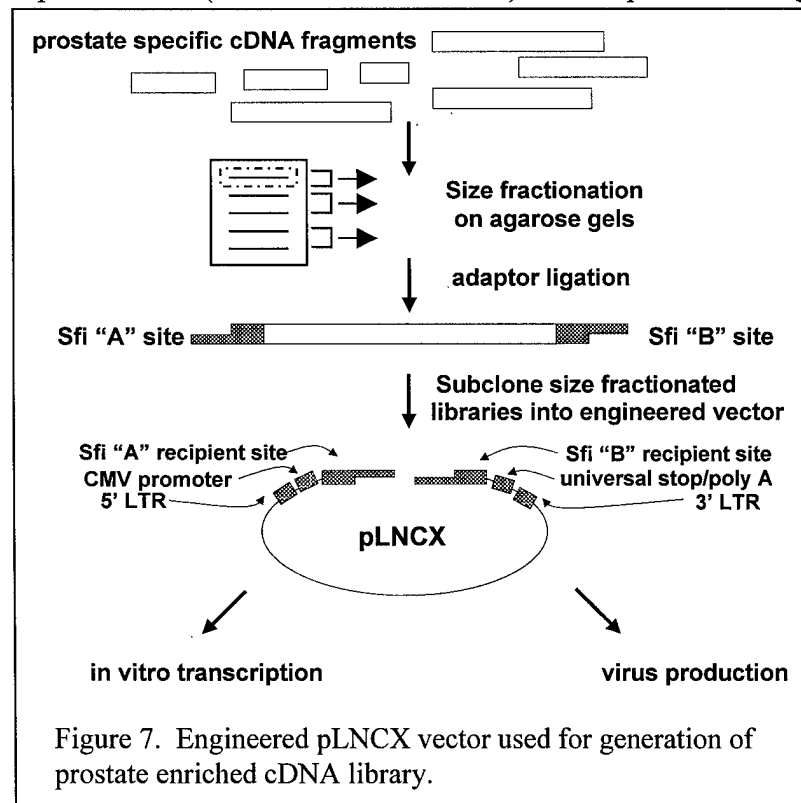 prostate specific cDNA fragments
Size fractionation
on agarose gels
adaptor ligation
Sfi “A” site
Sfi “B” site
Subclone size fractionated
libraries into engineered vector
Sfi “A” recipient site
CMV promoter
5’ LTR
Sfi “B” recipient site
universal stop/poly A
3’ LTR
pLNCX
in vitro transcription
virus production
Figure 7. Engineered pLNCX vector used for generation of
prostate enriched cDNA library.